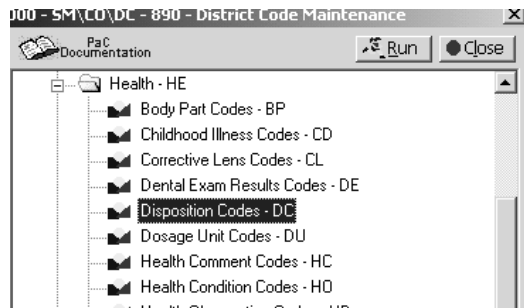 000 - SM\CO\DC - 890 - District Code Maintenance
PaC
Documentation
Run
Close
Health - HE
Body Part Codes - BP
Childhood Illness Codes - CD
Corrective Lens Codes - CL
Dental Exam Results Codes - DE
Disposition Codes - DC
Dosage Unit Codes - DU
Health Comment Codes - HC
Health Condition Codes - HO